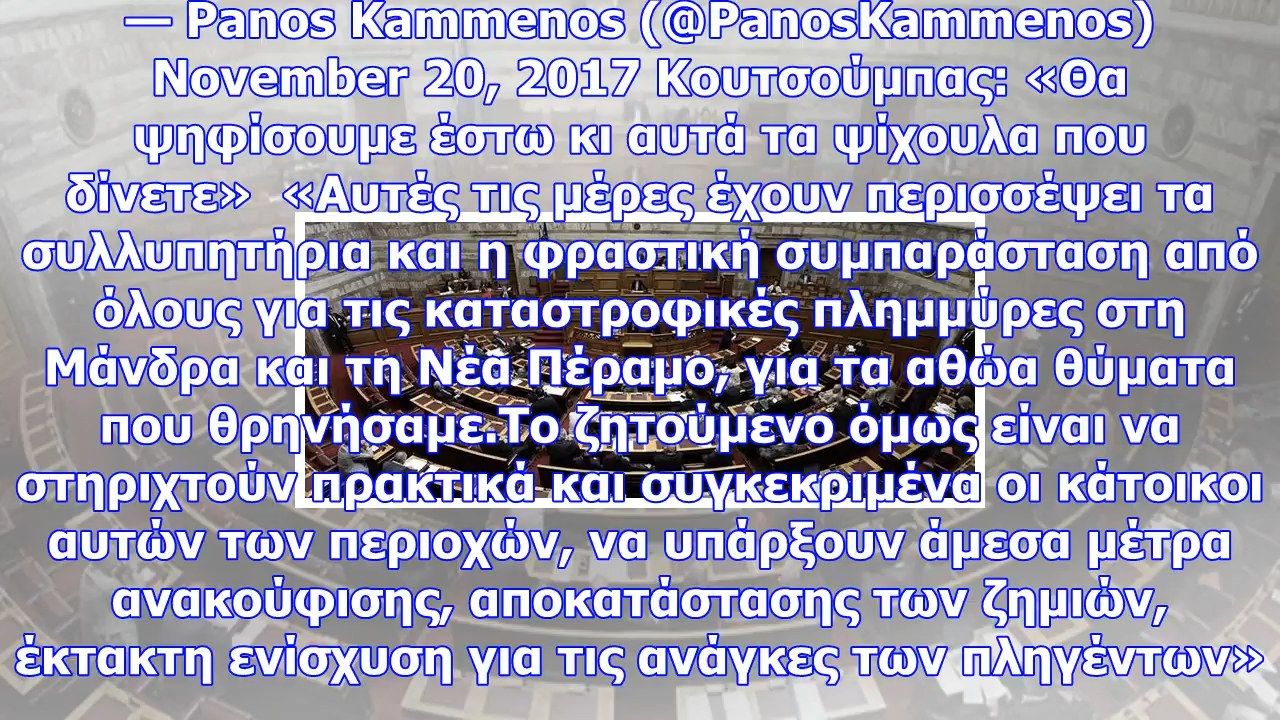 — Panos Kammenos (@PanosKammenos)
November 20, 2017 Κουτσούμπας: «Θα
ψηφίσουμε έστω κι αυτά τα ψίχουλα που
δίνετε»  «Αυτές τις μέρες έχουν περισσέψει τα
συλλυπητήρια και η φραστική συμπαράσταση από
όλους για τις καταστροφικές πλημμύρες στη
Μάνδρα και τη Νέα Πέραμο, για τα αθώα θύματα
που θρηνήσαμε.Το ζητούμενο όμως είναι να
στηριχτούν πρακτικά και συγκεκριμένα οι κάτοικοι
αυτών των περιοχών, να υπάρξουν άμεσα μέτρα
ανακούφισης, αποκατάστασης των ζημιών,
έκτακτη ενίσχυση για τις ανάγκες των πληγέντων»